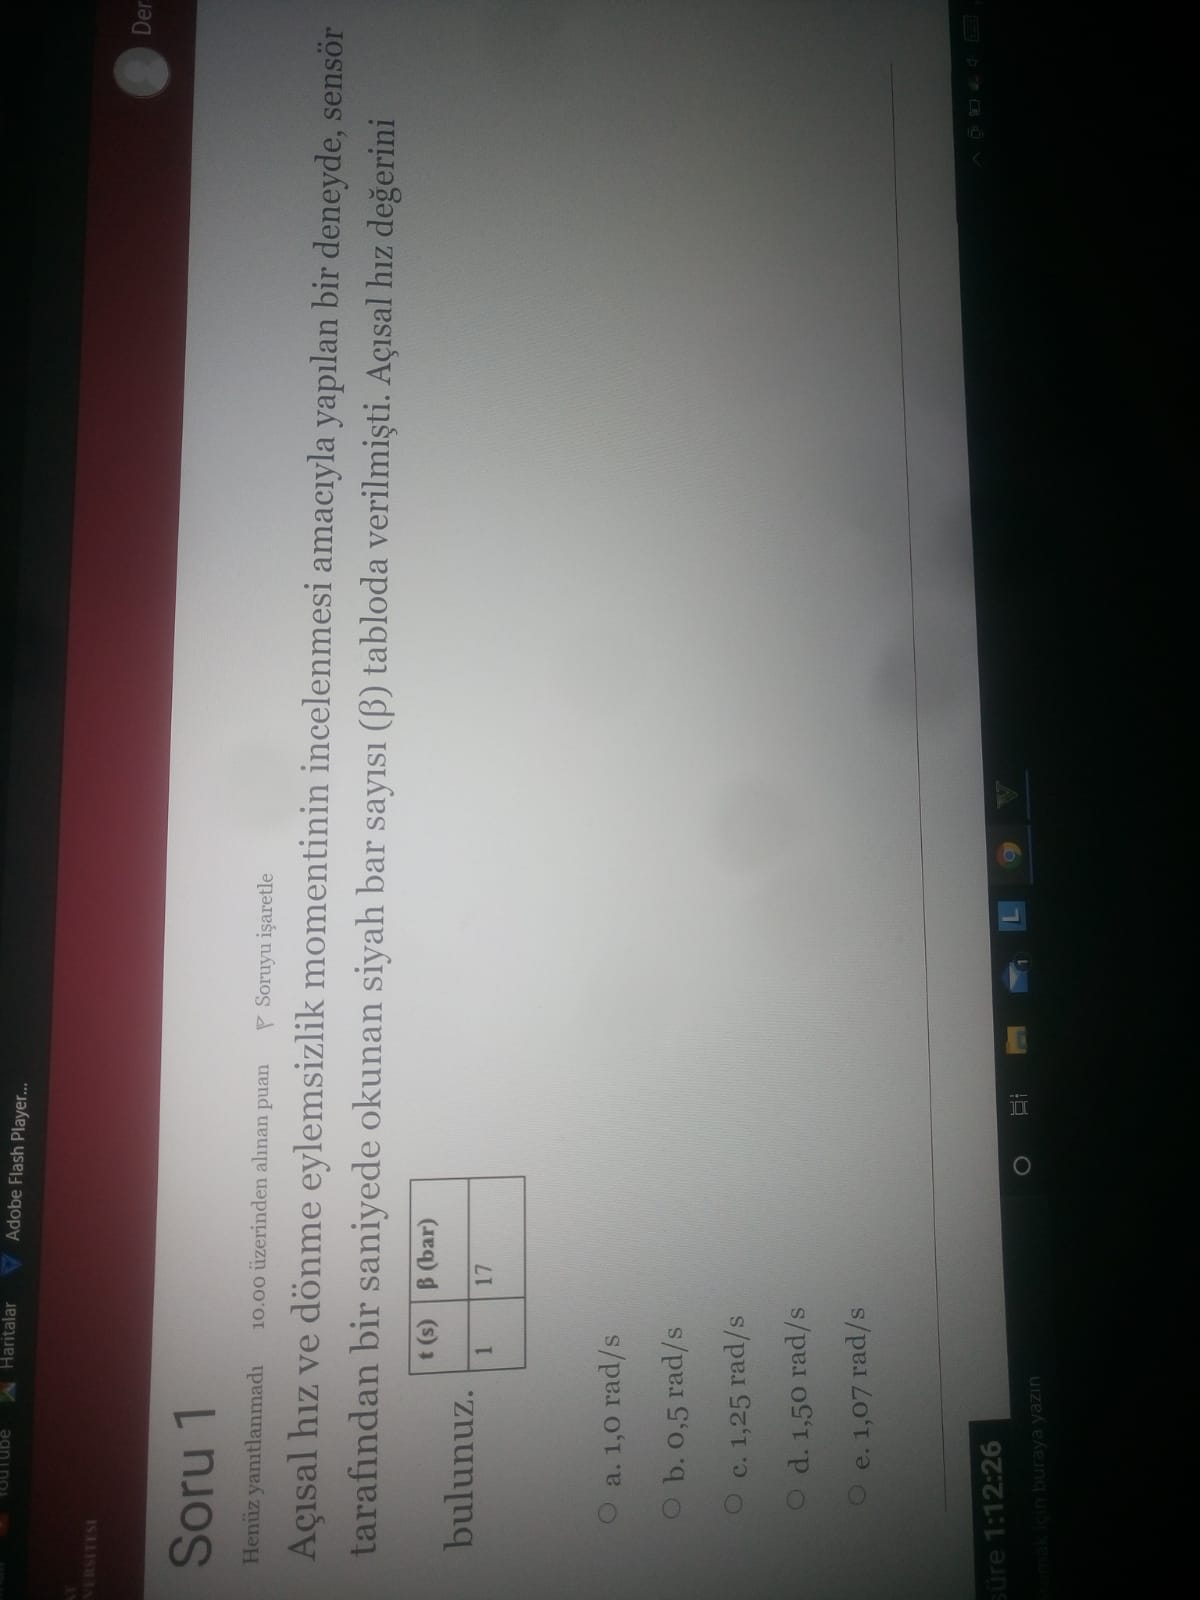 YouTube Haritalar Adobe Flash Player...
VERSITESI
Der
Soru 1
Henüz yanıtlanmadı 10.00 üzerinden alınan puan Soruyu işaretle
Açısal hız ve dönme eylemsizlik momentinin incelenmesi amacıyla yapılan bir deneyde, sensör
tarafından bir saniyede okunan siyah bar sayısı (β) tabloda verilmişti. Açısal hız değerini
t (s) β (bar)
1 17
bulunuz.
a. 1,0 rad/s
b. 0,5 rad/s
c. 1,25 rad/s
d. 1,50 rad/s
e. 1,07 rad/s
süre 1:12:26
için buraya yazın
L
1